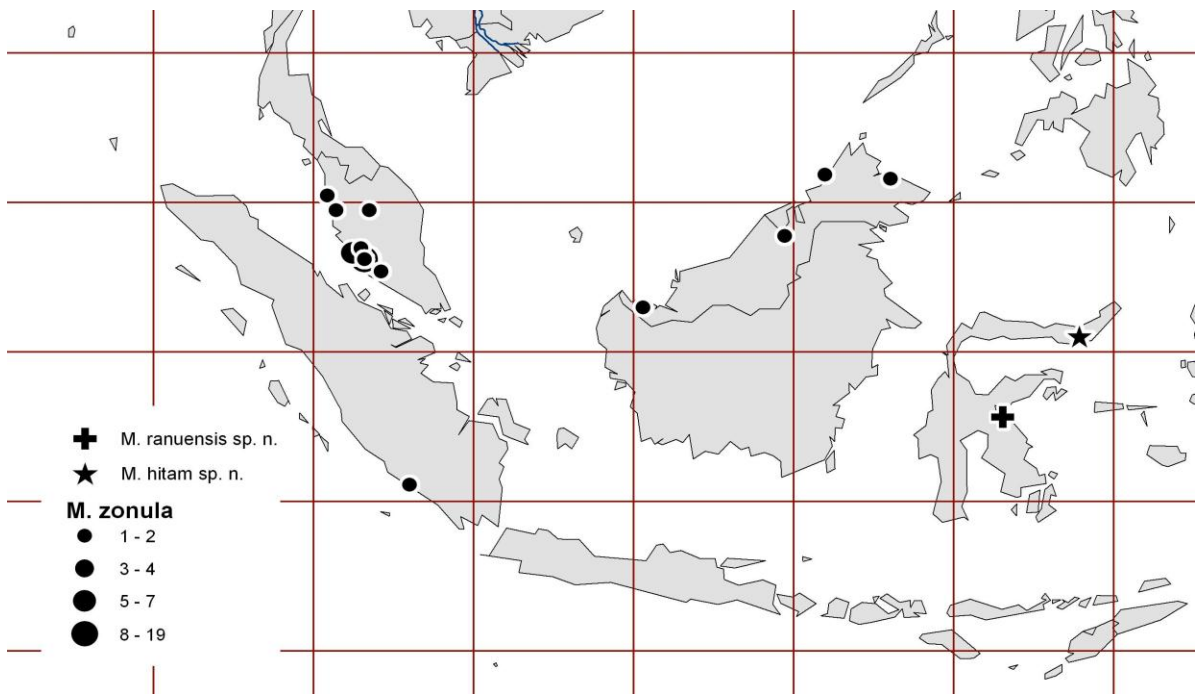 M. ranuensis sp. n.
M. hitam sp. n.
M. zonula
1 - 2
3 - 4
5 - 7
8 - 19